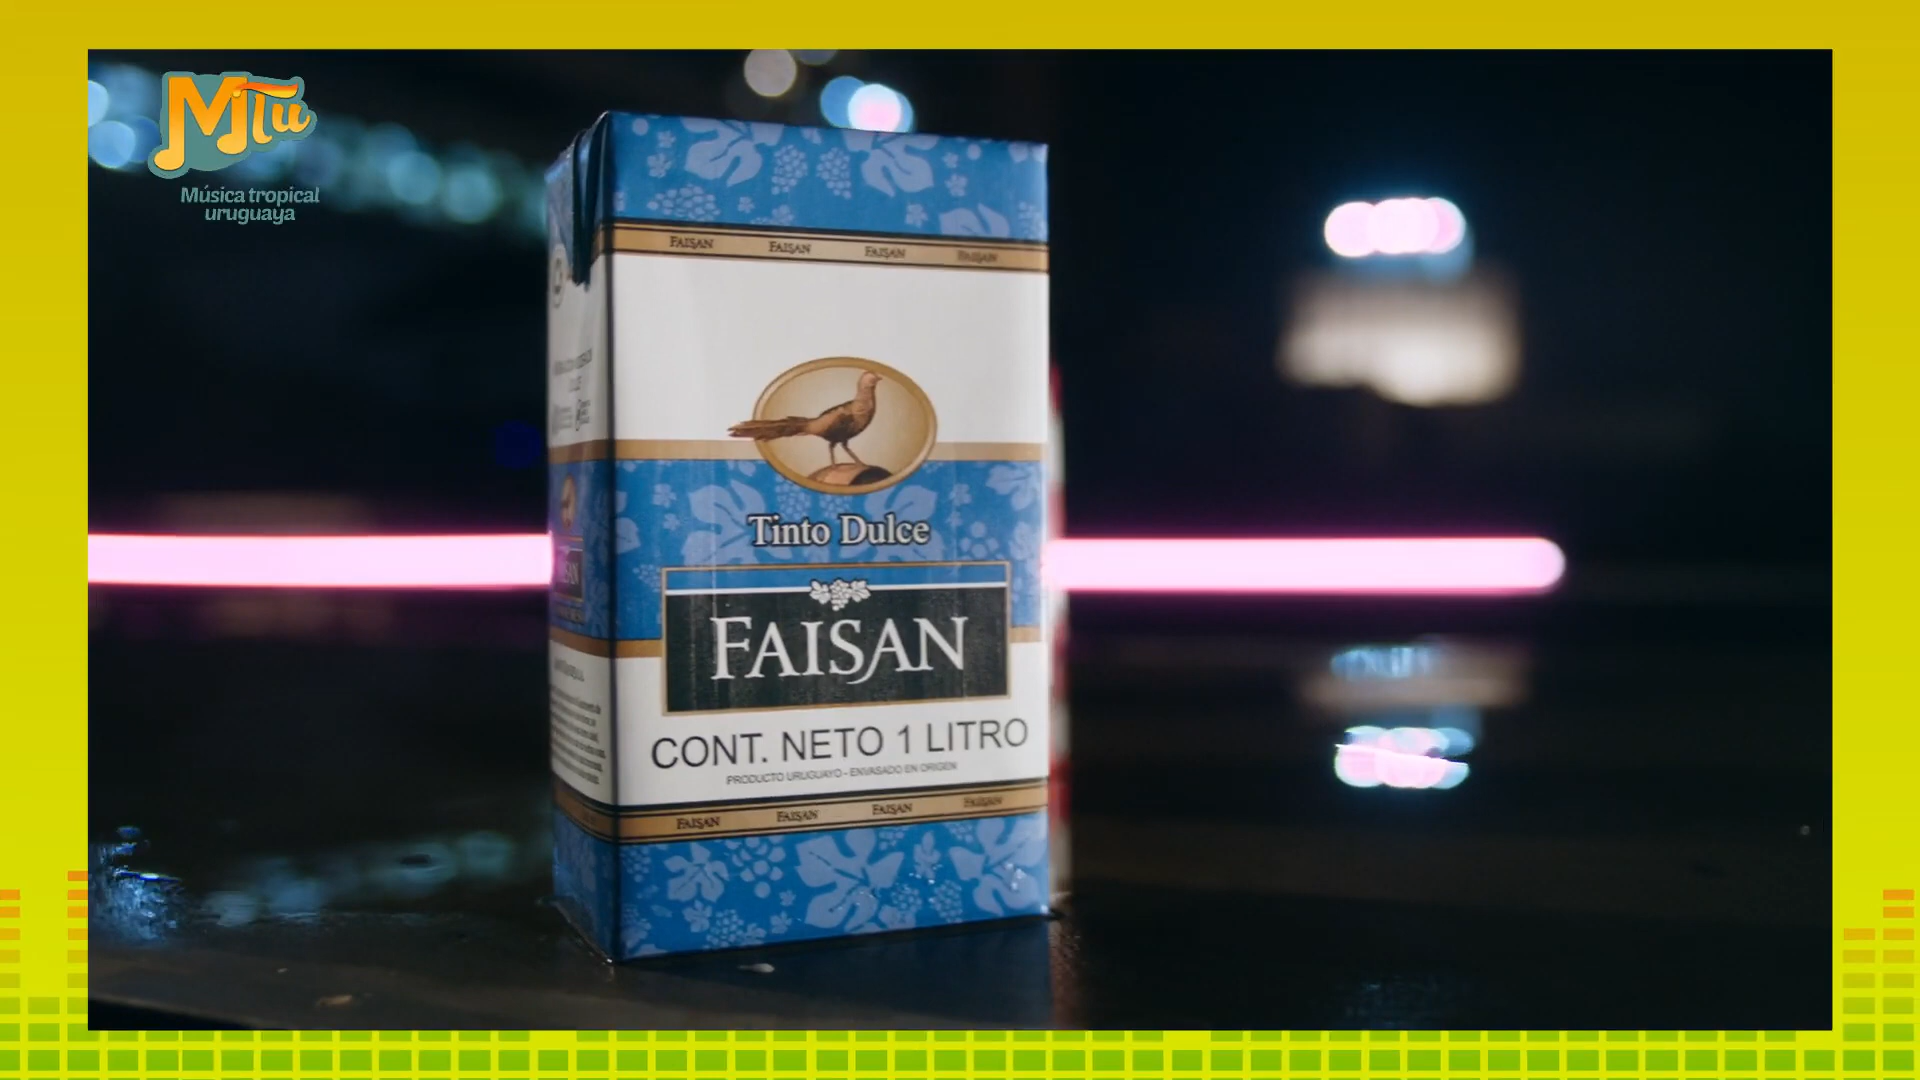 MTU
Música tropical
uruguaya
FAISAN FAISAN FAISAN FAISAN
Tinto Dulce
FAISAN
CONT. NETO 1 LITRO
PRODUCTO URUGUAYO - ENVASADO EN ORIGEN
FAISAN FAISAN FAISAN FAISAN